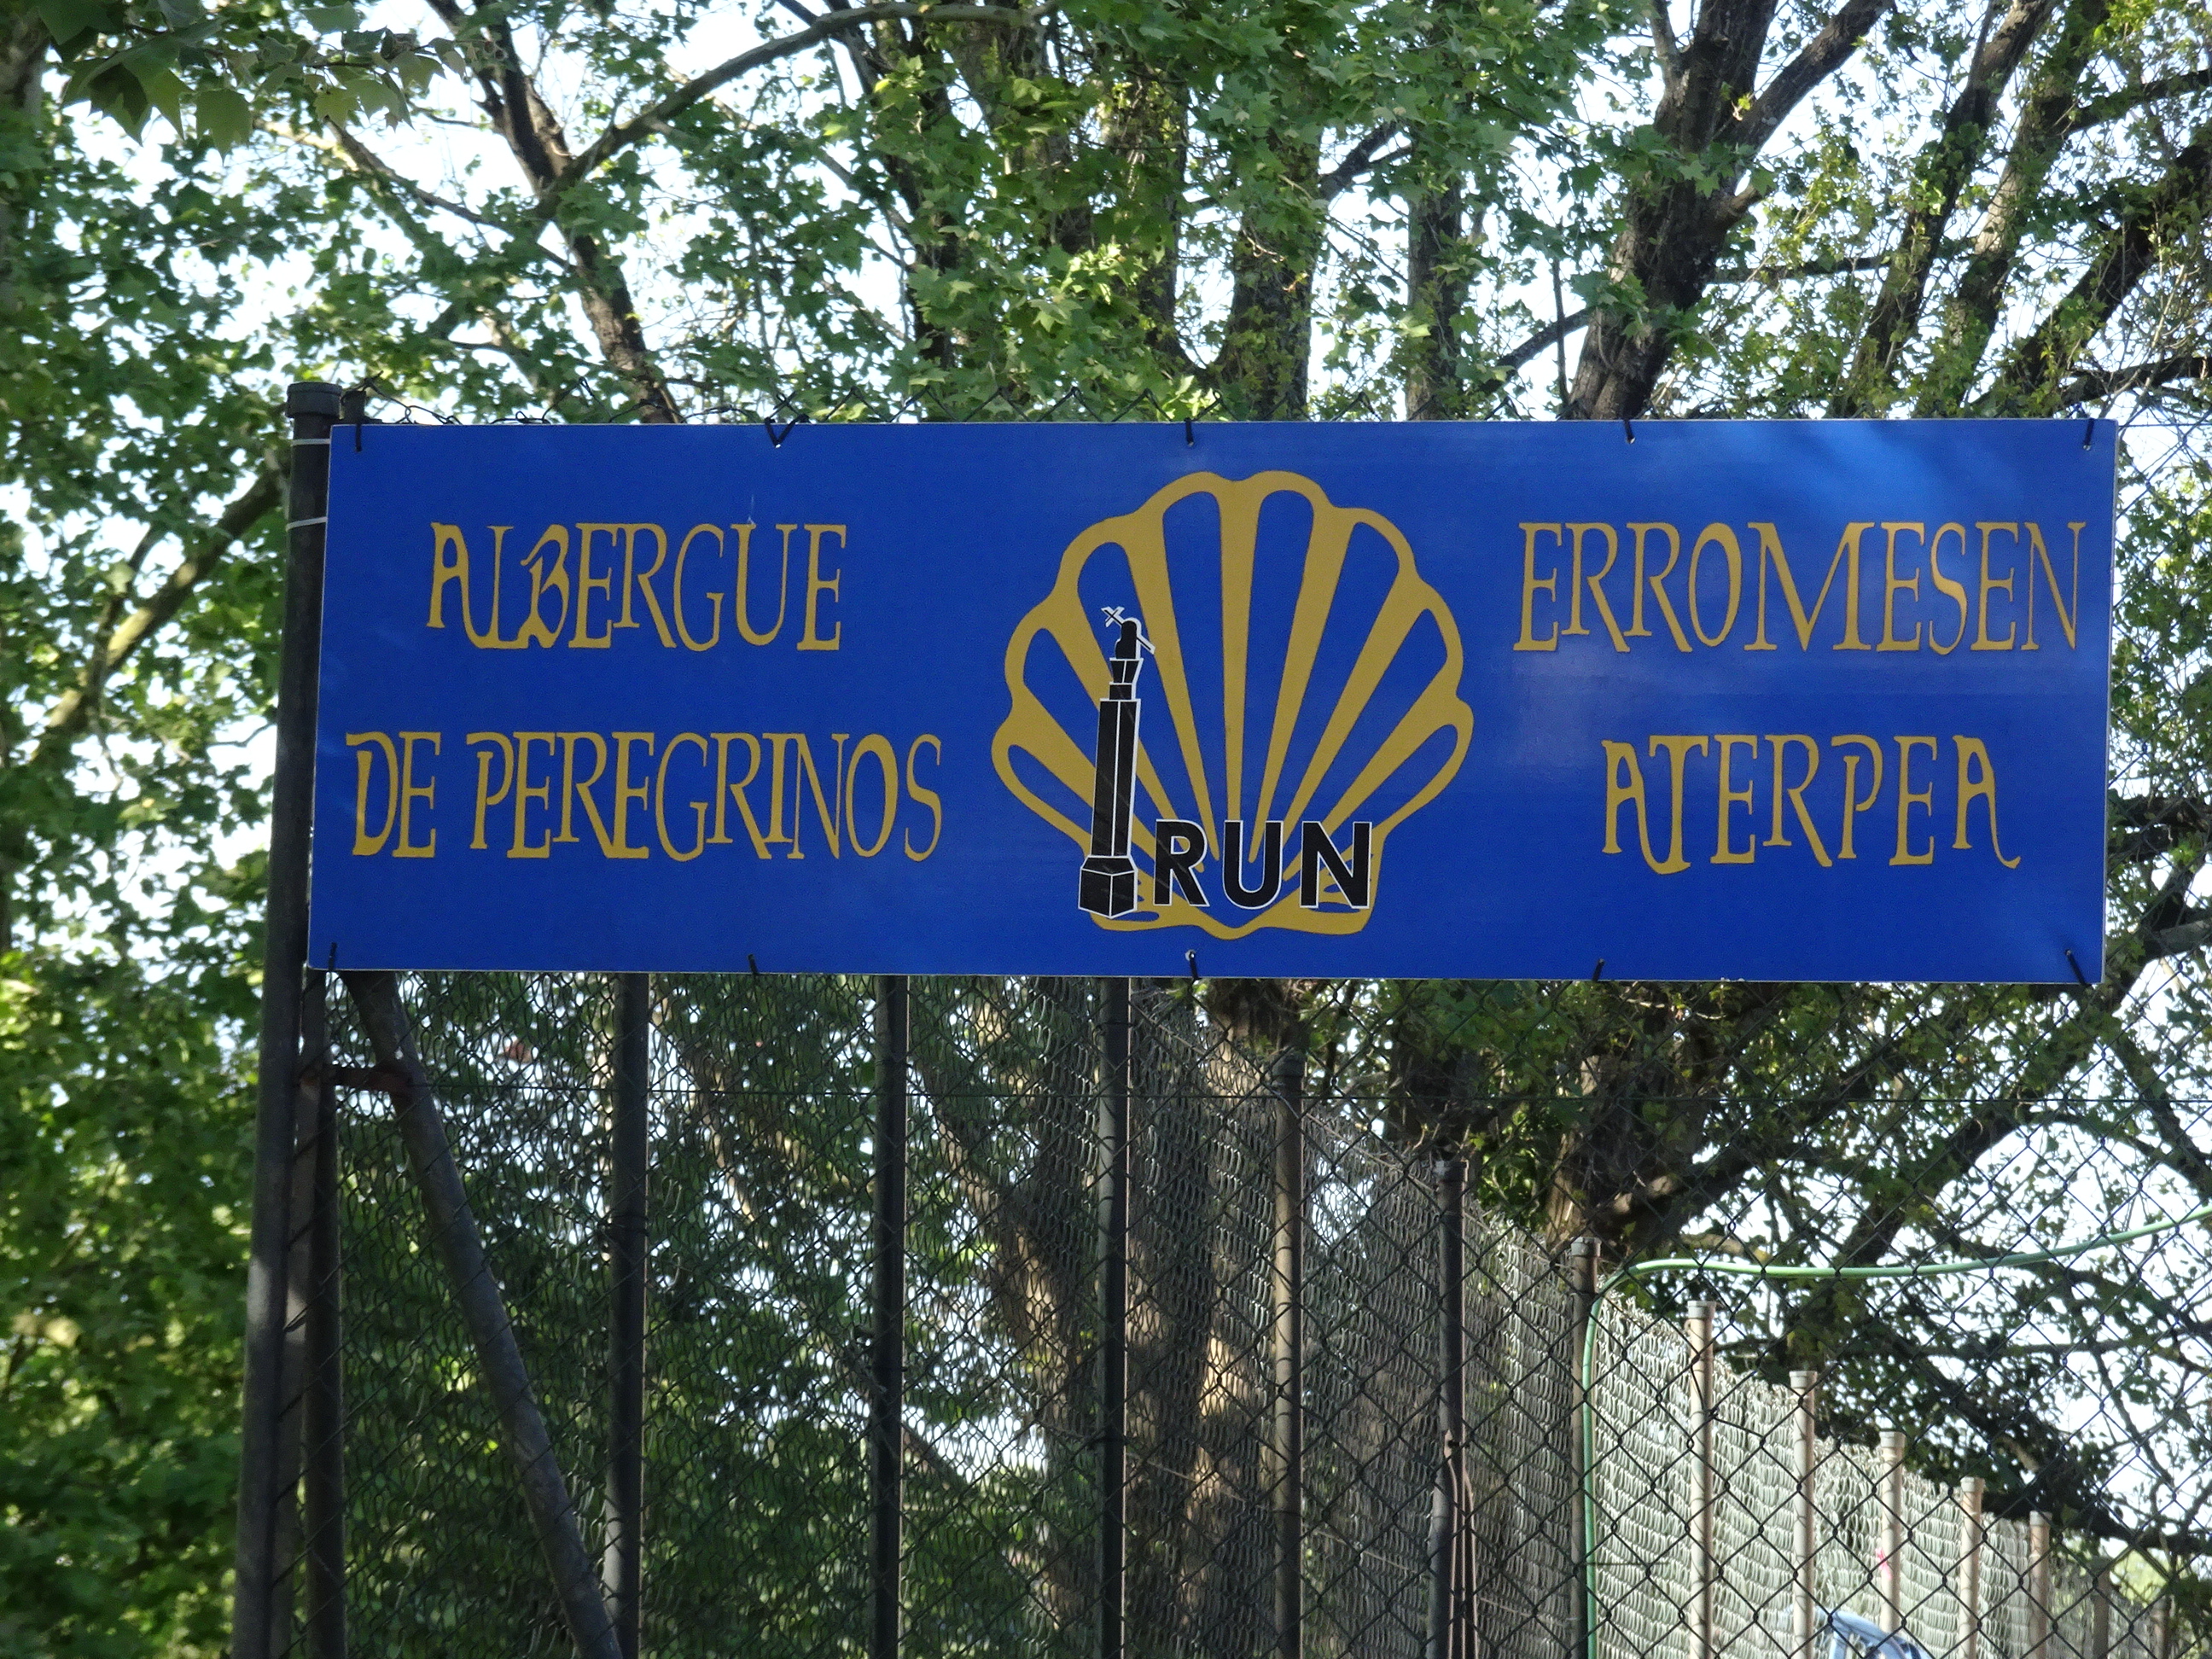 ALBERGUE
DE PEREGRINOS
IRUN
ERROMESEN
ATERPEA